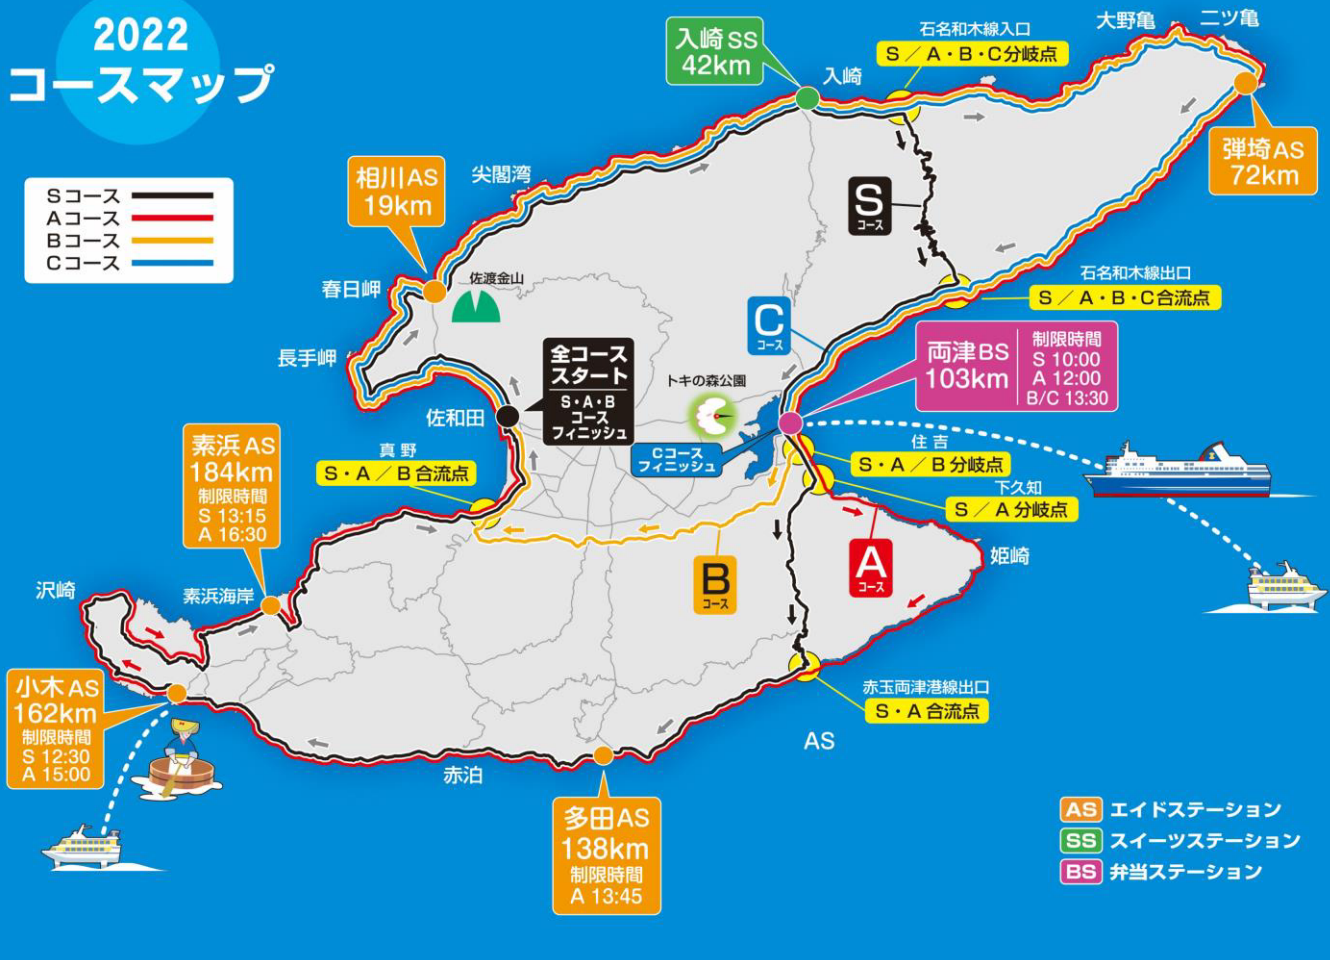 2022
コースマップ
Sコース
Aコース
Bコース
Cコース
入崎SS
42km
入崎
石名和木線入口
S／A・B・C分岐点
大野亀
二ツ亀
弾埼AS
72km
相川AS
19km
尖閣湾
春日岬
佐渡金山
長手岬
Sコース
石名和木線出口
S／A・B・C合流点
Cコース
両津BS
103km
制限時間
S 10:00
A 12:00
B/C 13:30
全コース
スタート
S・A・B
コース
フィニッシュ
トキの森公園
佐和田
Cコース
フィニッシュ
真野
S・A／B合流点
住吉
S・A／B分岐点
下久知
S／A分岐点
素浜AS
184km
制限時間
S 13:15
A 16:30
姫崎
Aコース
Bコース
沢崎
素浜海岸
小木AS
162km
制限時間
S 12:30
A 15:00
赤玉両津港線出口
S・A合流点
AS
赤泊
多田AS
138km
制限時間
A 13:45
AS エイドステーション
SS スイーツステーション
BS 弁当ステーション